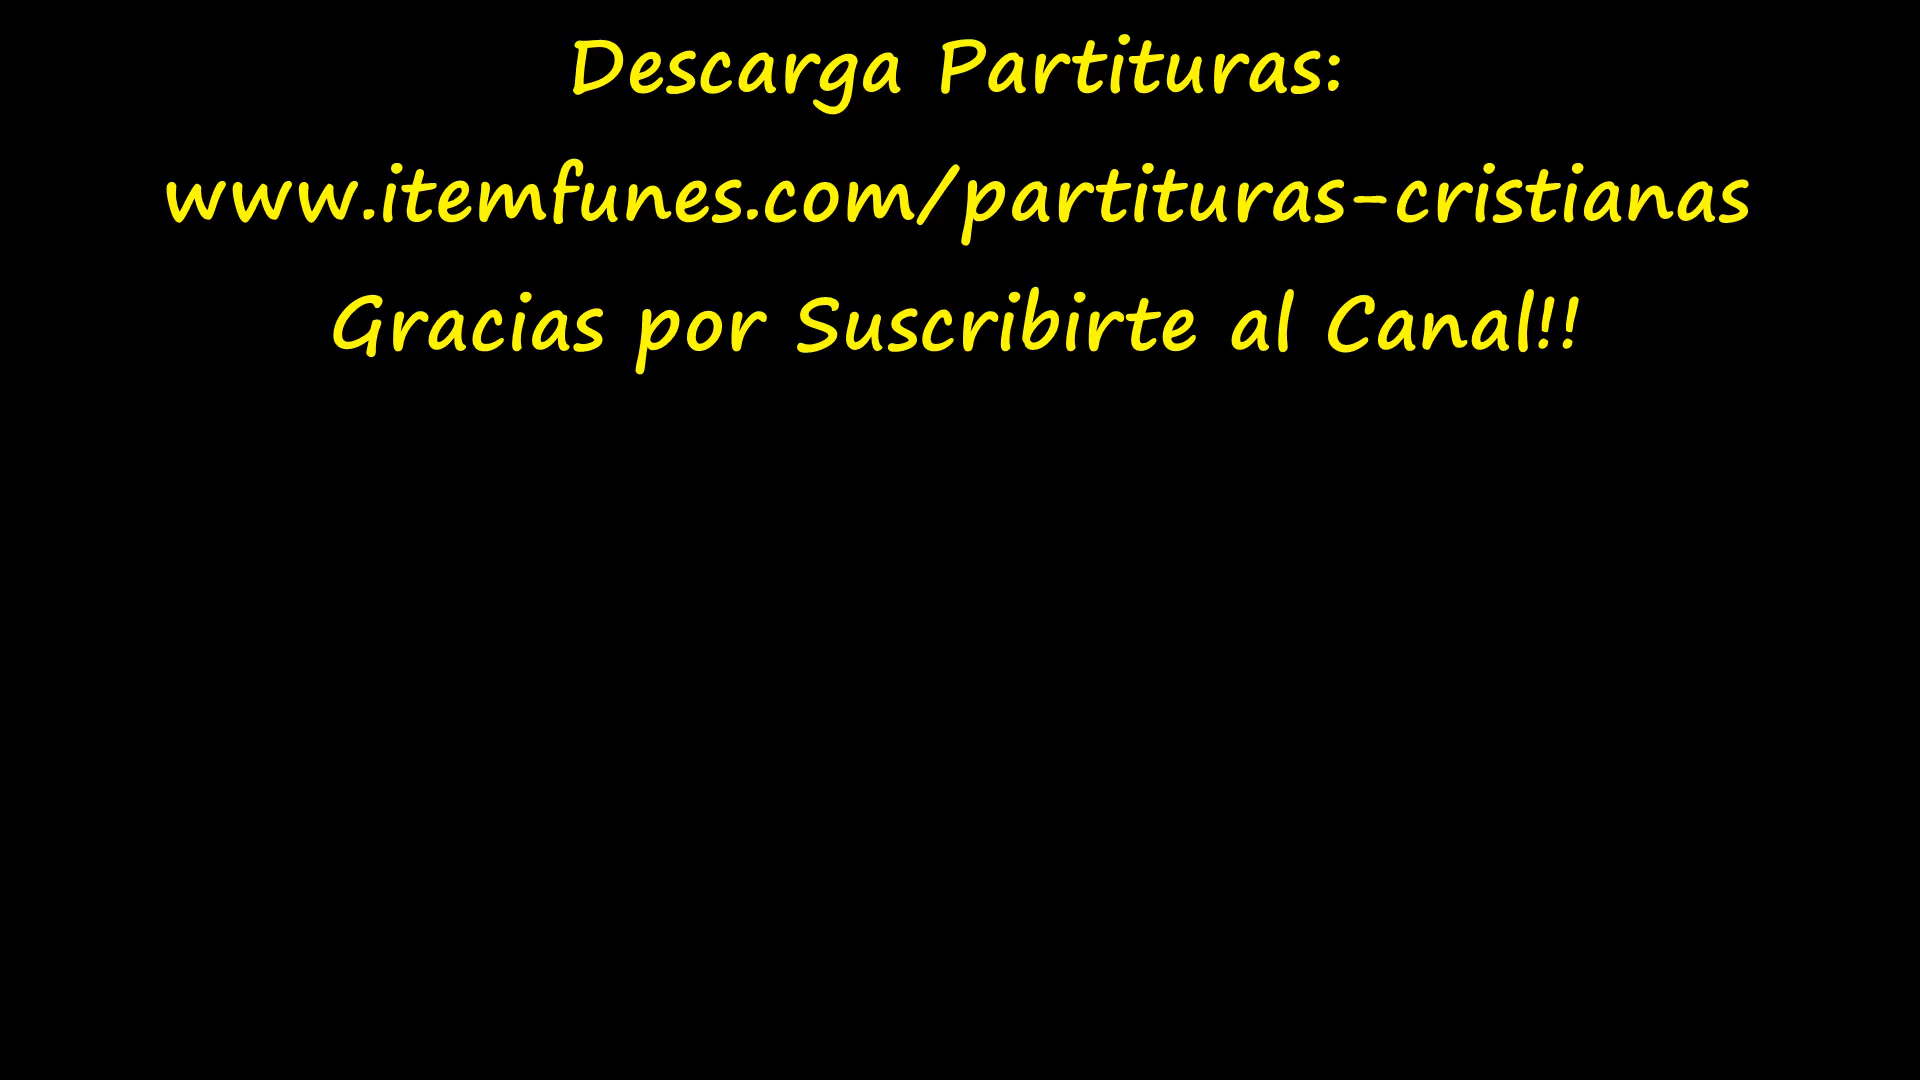 Descarga Partituras:
www.itemfunes.com/partituras-cristianas
Gracias por Suscribirte al Canal!!